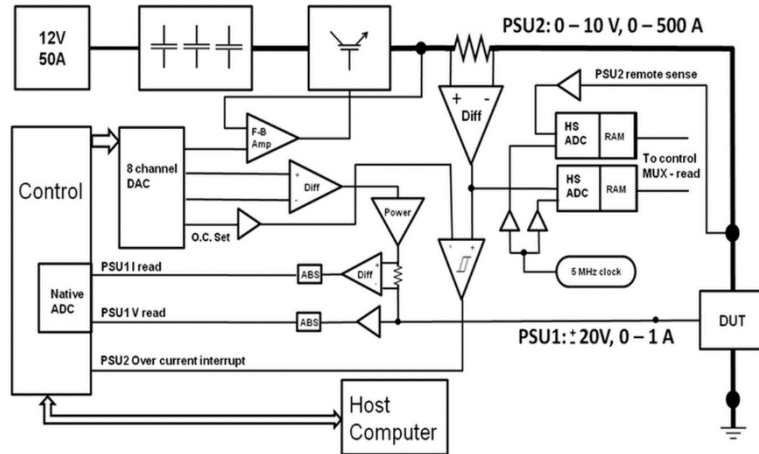 12V
50A
PSU2: 0 – 10 V, 0 – 500 A
+ -
Diff
PSU2 remote sense
HS
ADC
RAM
HS
ADC
RAM
To control
MUX - read
5 MHz clock
F-B
Amp
Control
8 channel
DAC
+
-
Diff
O.C. Set
Power
- +
PSU1 I read
ABS
Diff
+
-
Native
ADC
PSU1 V read
ABS
PSU1: ±20V, 0 – 1 A
DUT
PSU2 Over current interrupt
Host
Computer